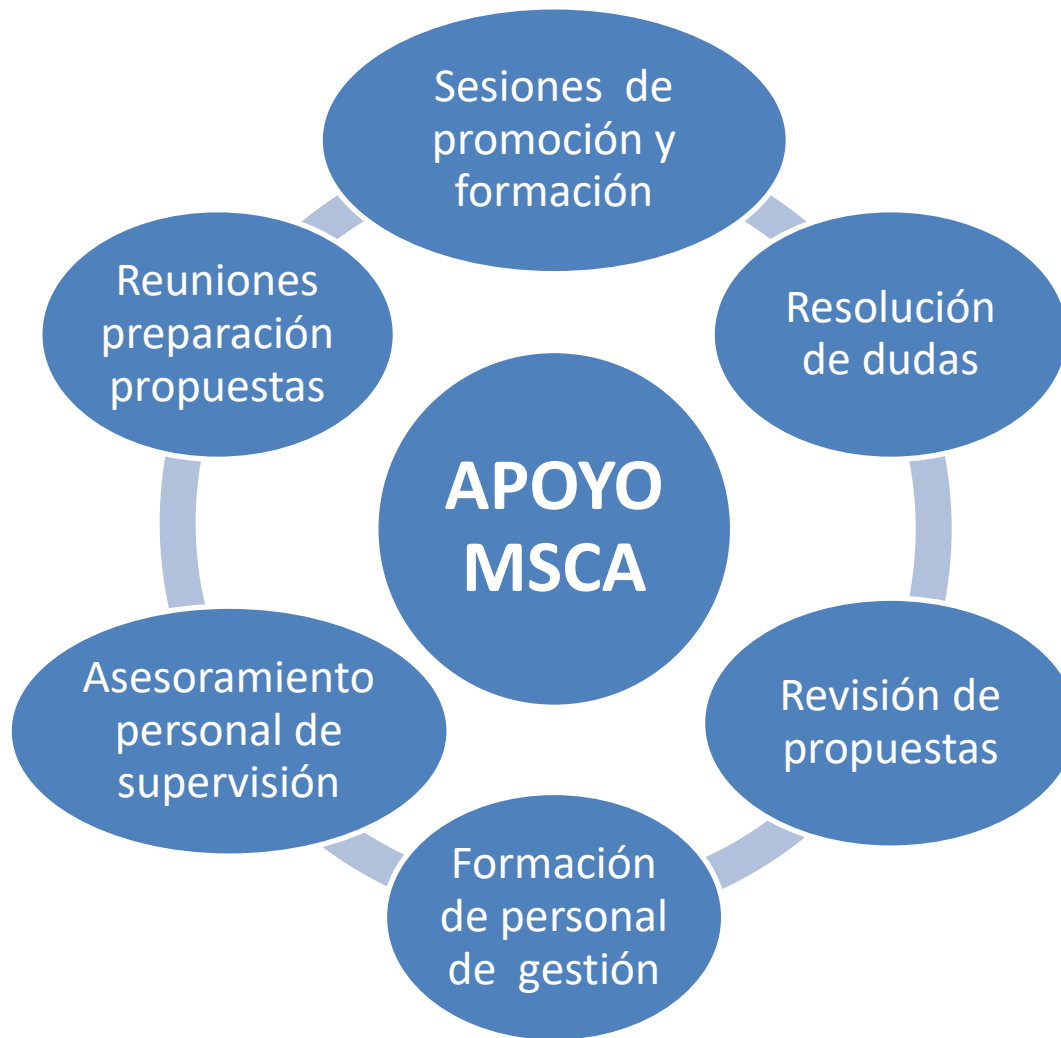 Sesiones de
promoción y
formación
Resolución
de dudas
Revisión de
propuestas
Formación
de personal
de gestión
Asesoramiento
personal de
supervisión
Reuniones
preparación
propuestas
APOYO
MSCA